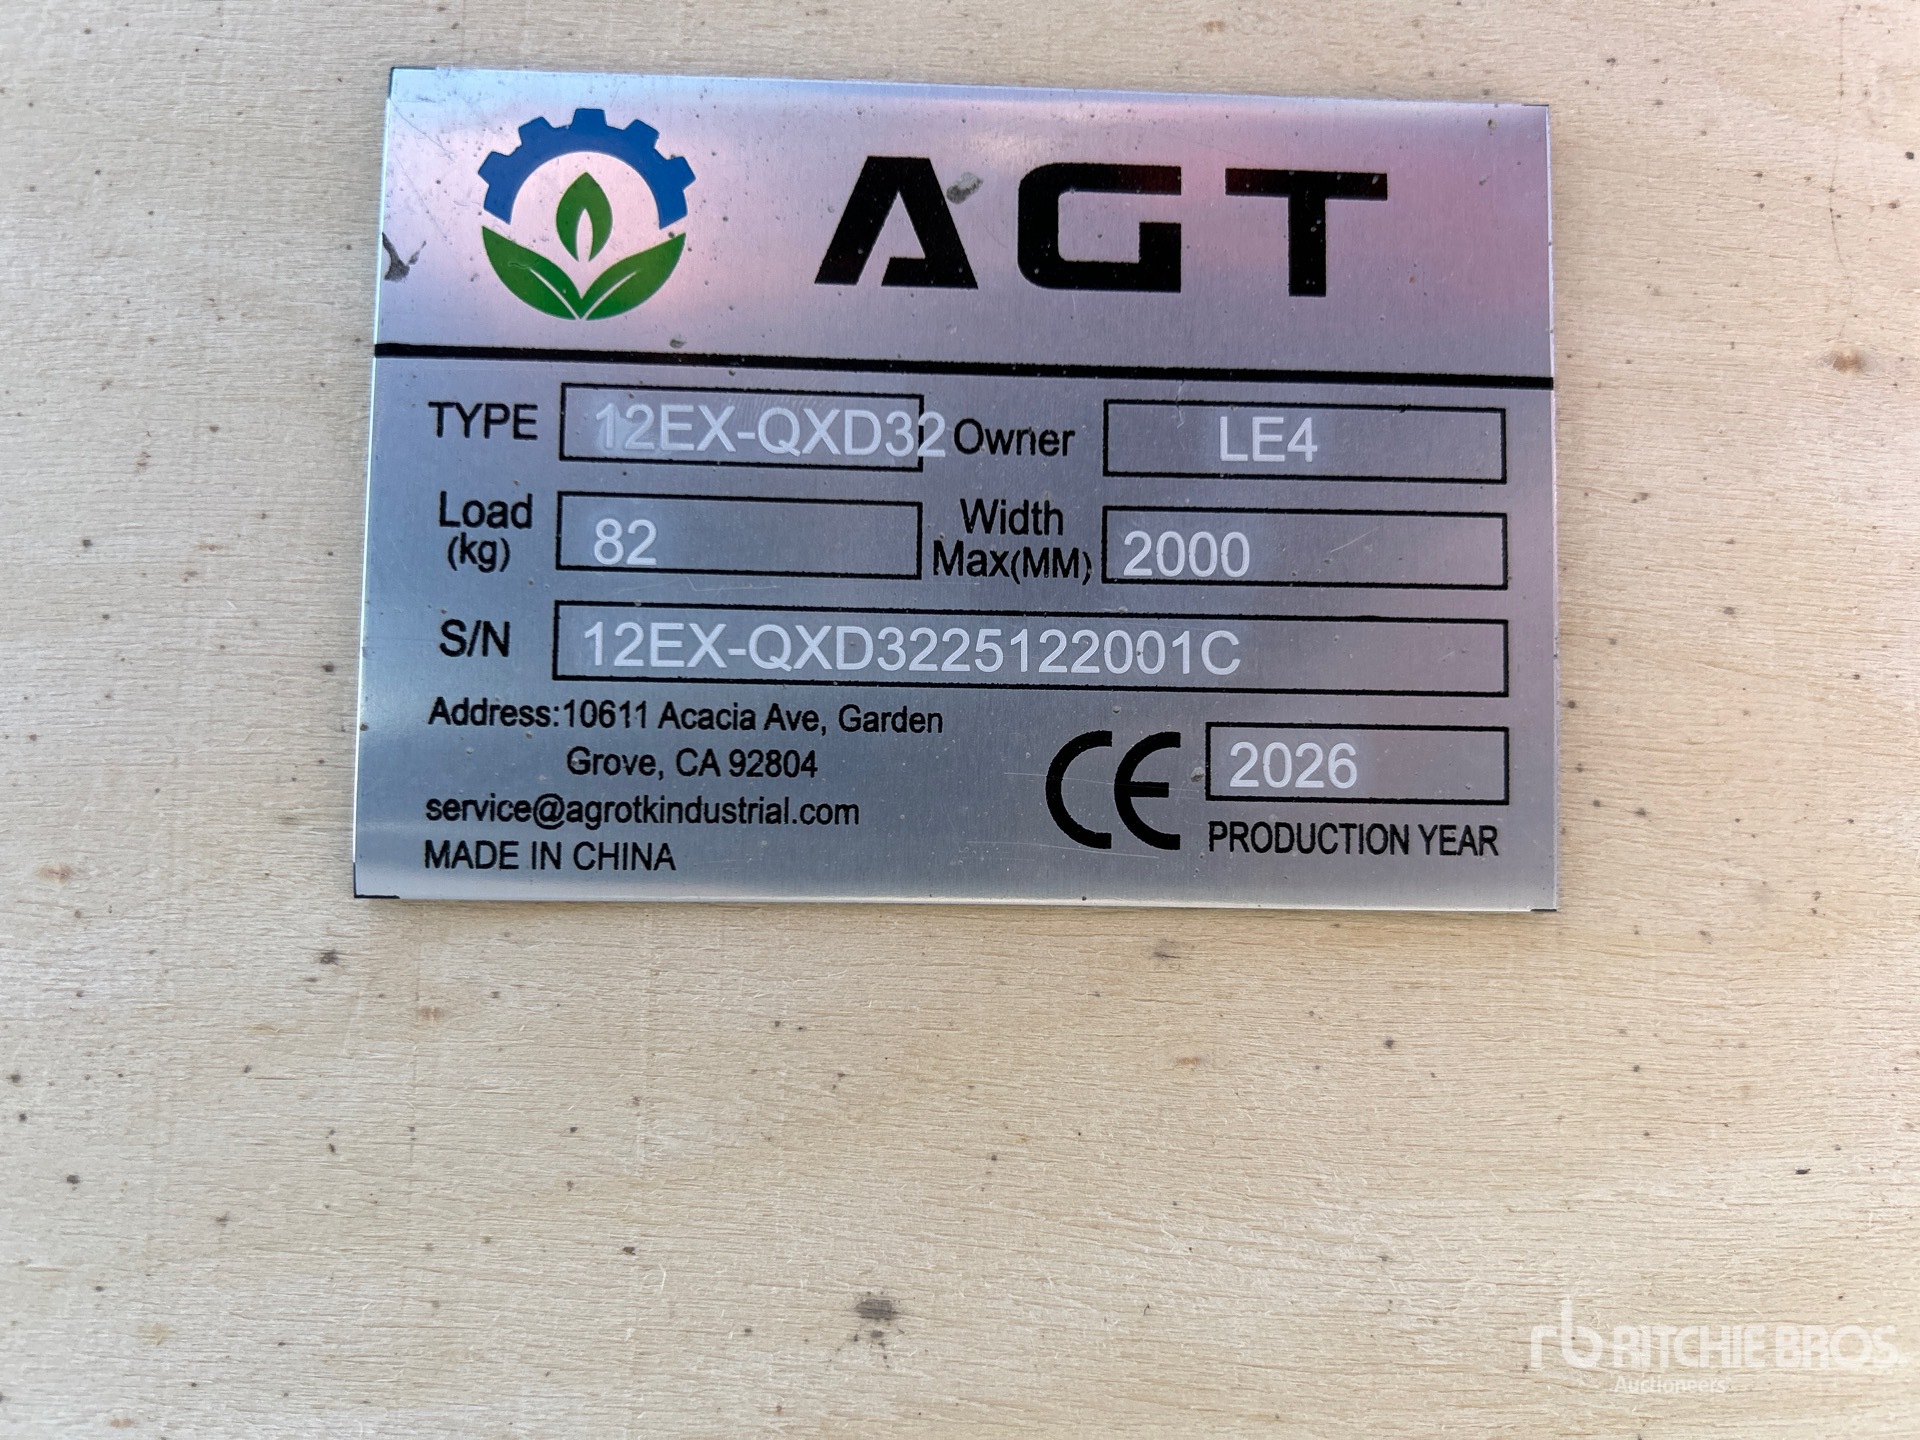 AGT
TYPE 12EX-QXD32 Owner LE4
Load (kg) 82 Width Max(MM) 2000
S/N 12EX-QXD3225122001C
Address:10611 Acacia Ave, Garden
Grove, CA 92804
service@agrotkindustrial.com
MADE IN CHINA
CE 2026
PRODUCTION YEAR
rb RITCHIE BROS.
Auctioneers